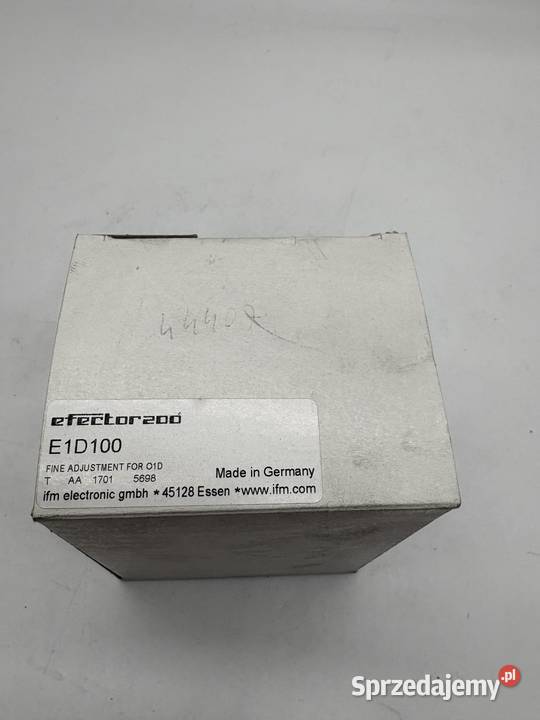 44407
efector200
E1D100
FINE ADJUSTMENT FOR O1D
T AA 1701 5698
Made in Germany
ifm electronic gmbh * 45128 Essen * www.ifm.com
Sprzedajemy.pl